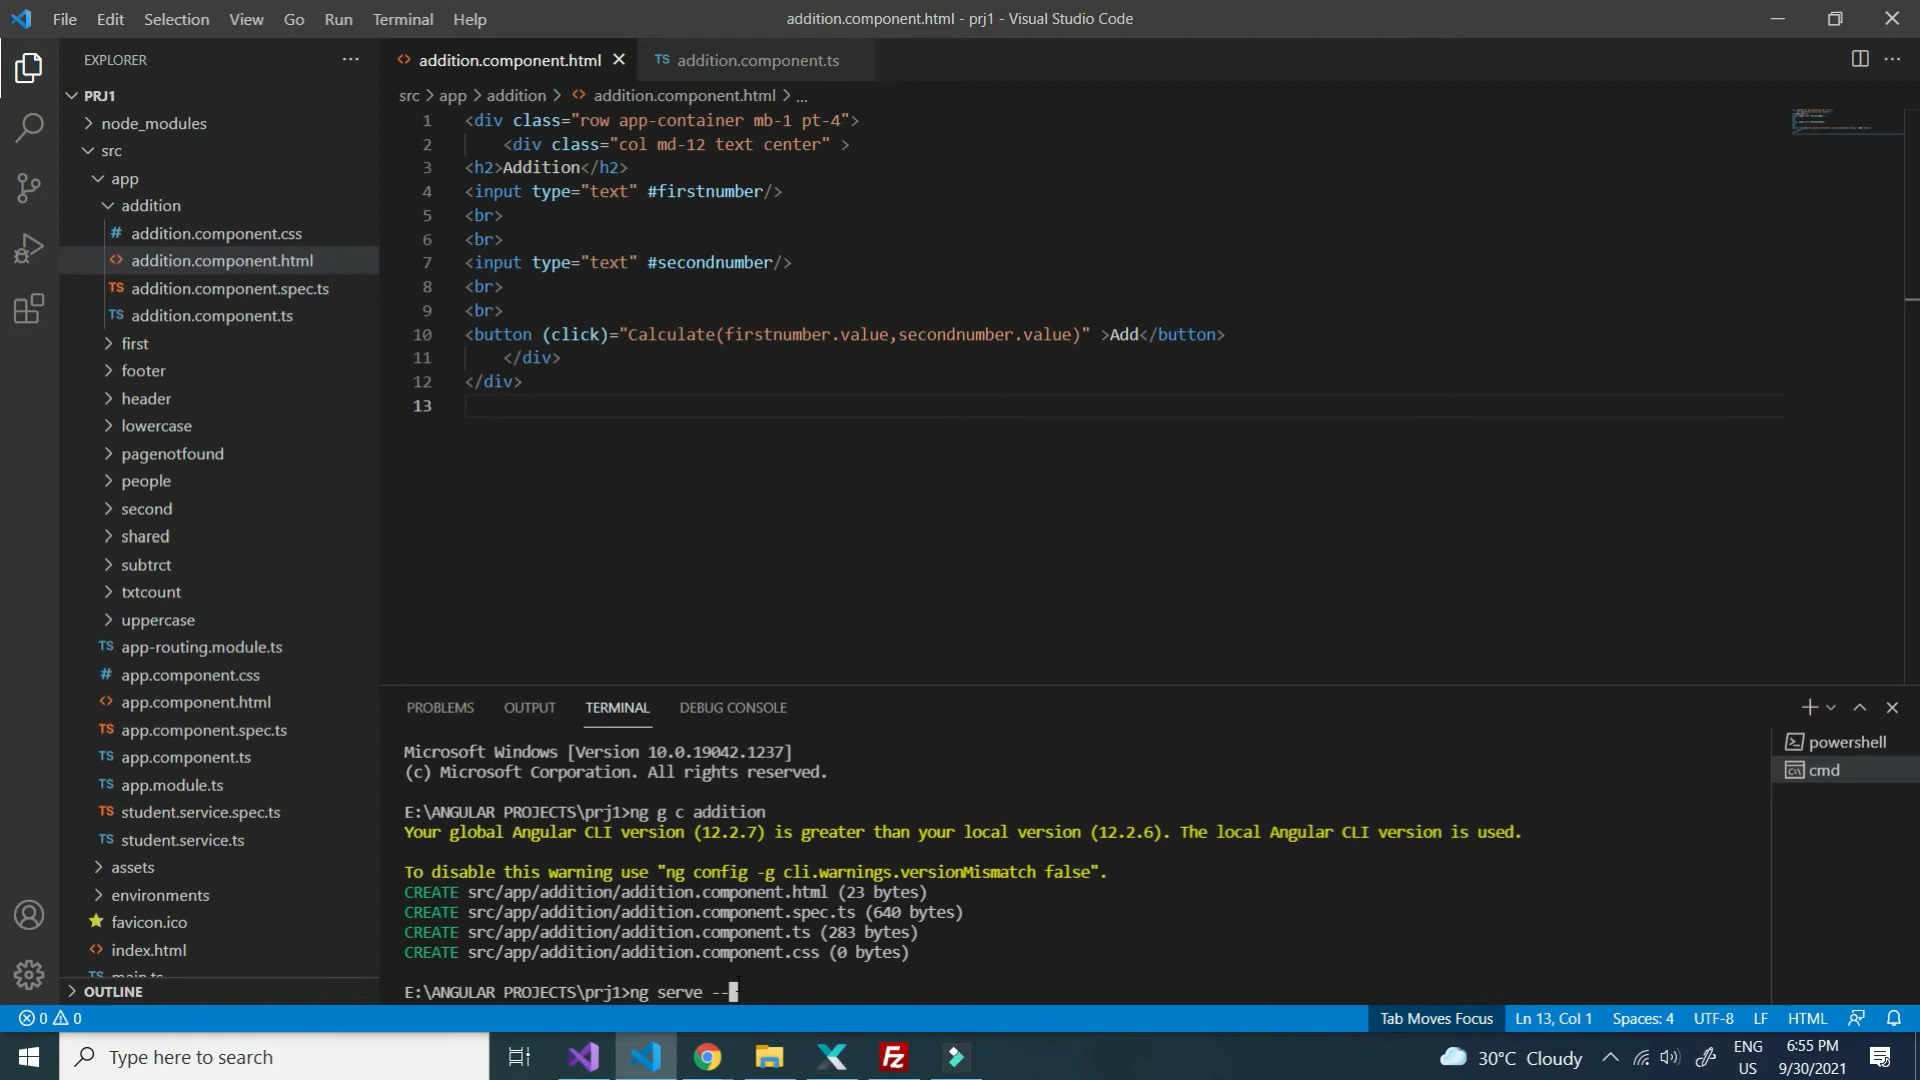 File Edit Selection View Go Run Terminal Help
addition.component.html - prj1 - Visual Studio Code
EXPLORER
PRJ1
node_modules
src
app
addition
addition.component.css
addition.component.html
addition.component.spec.ts
addition.component.ts
first
footer
header
lowercase
pagenotfound
people
second
shared
subtrct
txtcount
uppercase
app-routing.module.ts
app.component.css
app.component.html
app.component.spec.ts
app.component.ts
app.module.ts
student.service.spec.ts
student.service.ts
assets
environments
favicon.ico
index.html
main.ts
OUTLINE
addition.component.html
TS addition.component.ts
src > app > addition > addition.component.html > ...
1 <div class="row app-container mb-1 pt-4">
2 <div class="col md-12 text center" >
3 <h2>Addition</h2>
4 <input type="text" #firstnumber/>
5 <br>
6 <br>
7 <input type="text" #secondnumber/>
8 <br>
9 <br>
10 <button (click)="Calculate(firstnumber.value,secondnumber.value)" >Add</button>
11 </div>
12 </div>
13
PROBLEMS OUTPUT TERMINAL DEBUG CONSOLE
powershell
cmd
Microsoft Windows [Version 10.0.19042.1237]
(c) Microsoft Corporation. All rights reserved.
E:\ANGULAR PROJECTS\prj1>ng g c addition
Your global Angular CLI version (12.2.7) is greater than your local version (12.2.6). The local Angular CLI version is used.
To disable this warning use "ng config -g cli.warnings.versionMismatch false".
CREATE src/app/addition/addition.component.html (23 bytes)
CREATE src/app/addition/addition.component.spec.ts (640 bytes)
CREATE src/app/addition/addition.component.ts (283 bytes)
CREATE src/app/addition/addition.component.css (0 bytes)
E:\ANGULAR PROJECTS\prj1>ng serve --
0 0
Tab Moves Focus Ln 13, Col 1 Spaces: 4 UTF-8 LF HTML
Type here to search
30°C Cloudy
ENG
US
6:55 PM
9/30/2021